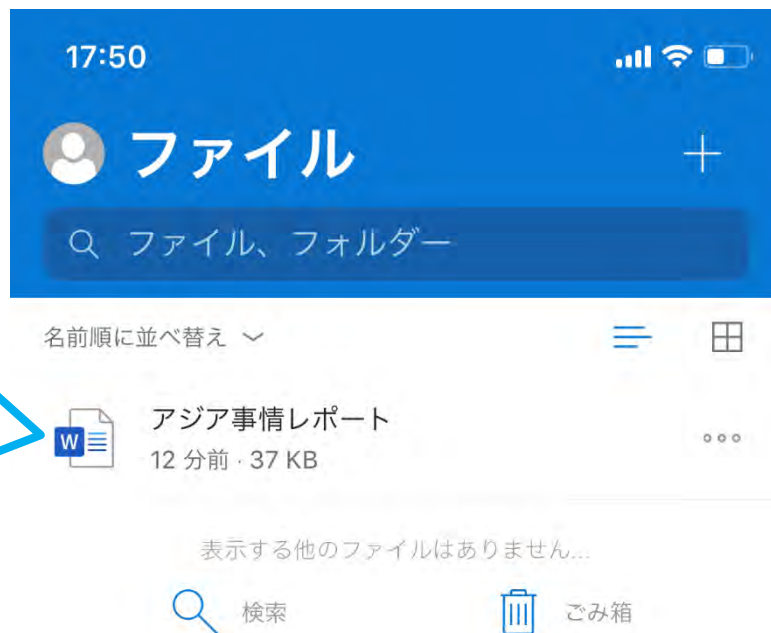 17:50
ファイル
ファイル、フォルダー
名前順に並べ替え
W
アジア事情レポート
12 分前 · 37 KB
表示する他のファイルはありません...
検索 ごみ箱